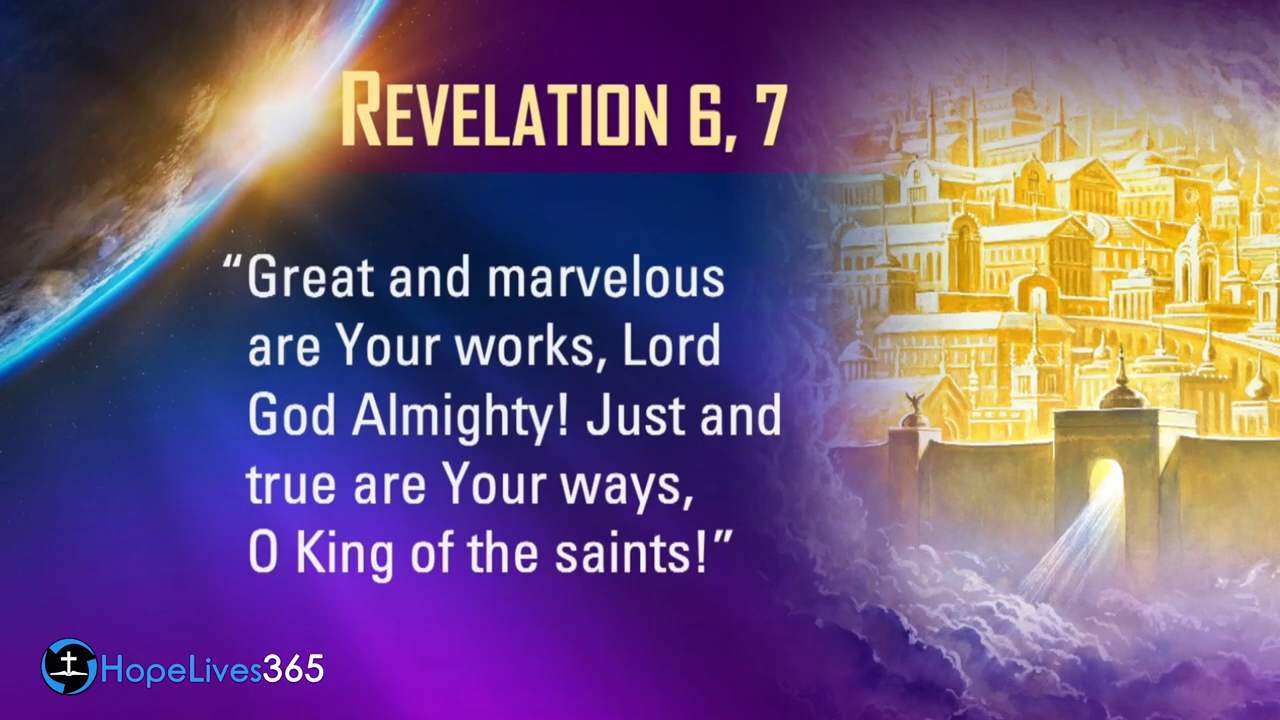 REVELATION 6, 7
“Great and marvelous
are Your works, Lord
God Almighty! Just and
true are Your ways,
O King of the saints!”
HopeLives365